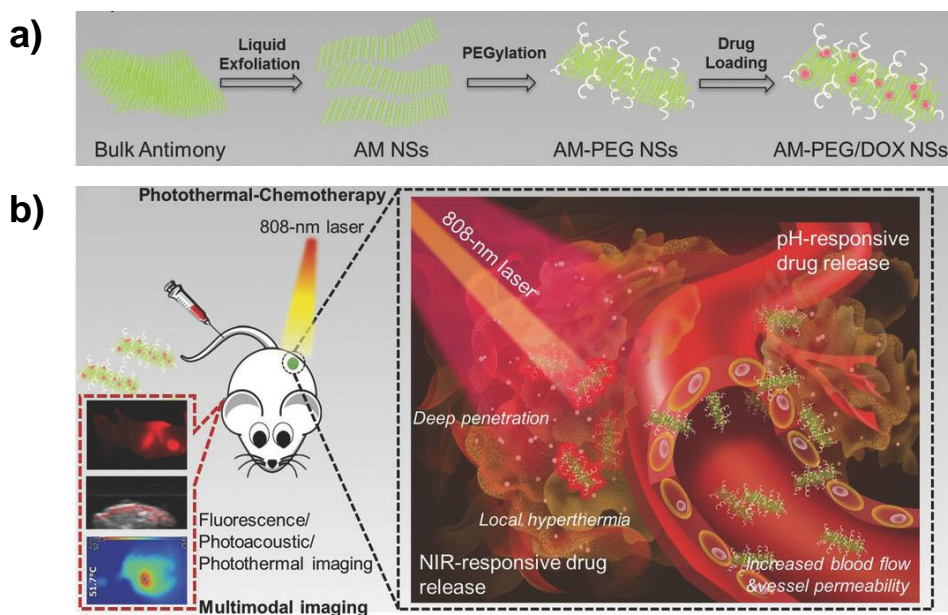 a)
Liquid
Exfoliation
PEGylation
Drug
Loading
Bulk Antimony
AM NSs
AM-PEG NSs
AM-PEG/DOX NSs
b)
Photothermal-Chemotherapy
808-nm laser
Fluorescence/
Photoacoustic/
Photothermal imaging
Multimodal imaging
51.7°C
808-nm laser
pH-responsive
drug release
Deep penetration
Local hyperthermia
NIR-responsive drug
release
Increased blood flow
&vessel permeability